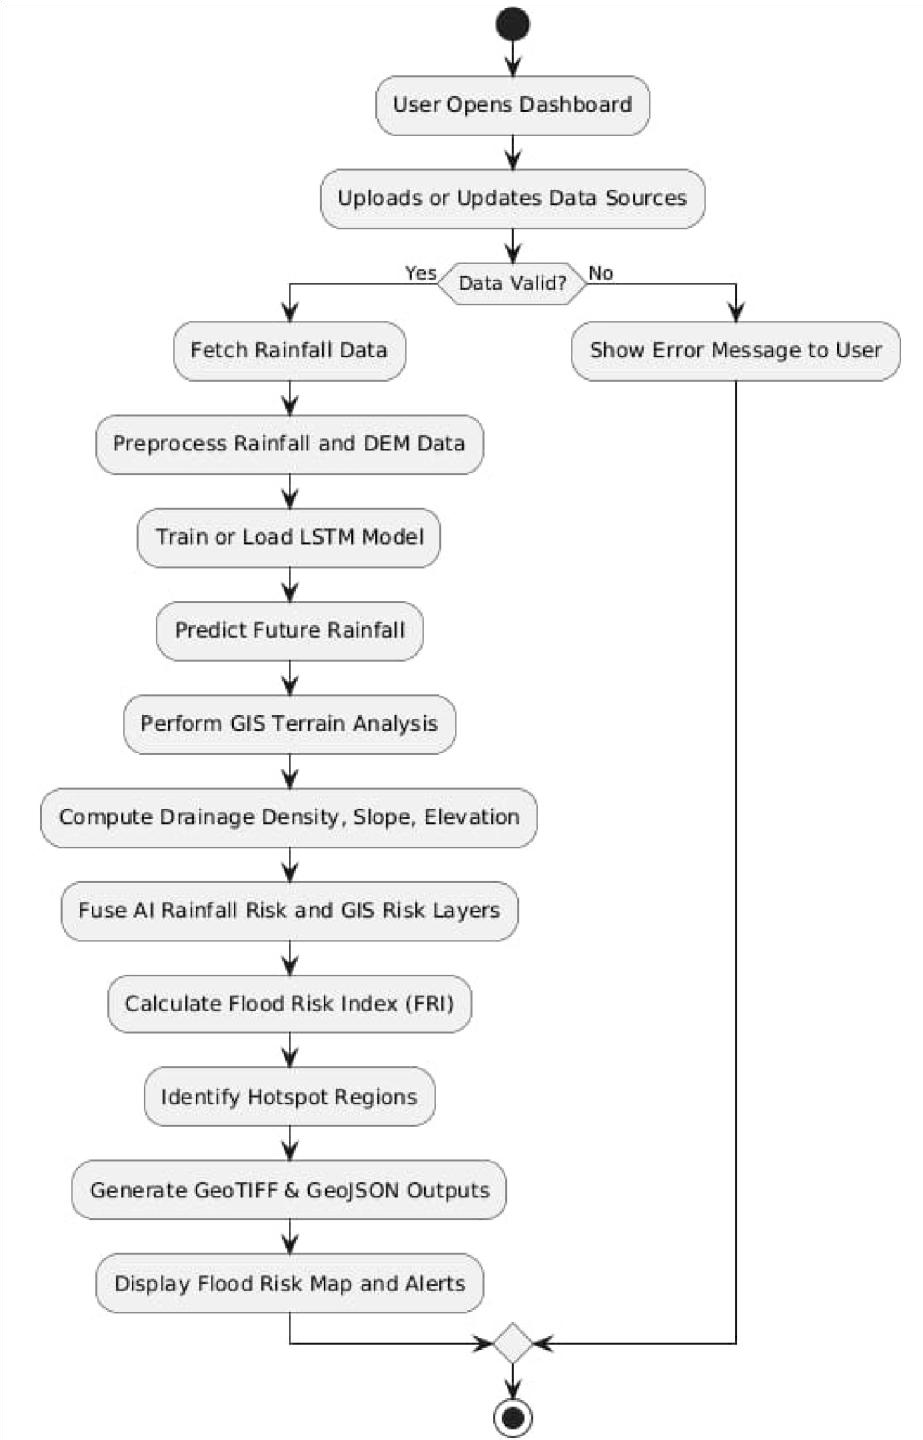 User Opens Dashboard
Uploads or Updates Data Sources
Yes
Data Valid?
No
Fetch Rainfall Data
Show Error Message to User
Preprocess Rainfall and DEM Data
Train or Load LSTM Model
Predict Future Rainfall
Perform GIS Terrain Analysis
Compute Drainage Density, Slope, Elevation
Fuse AI Rainfall Risk and GIS Risk Layers
Calculate Flood Risk Index (FRI)
Identify Hotspot Regions
Generate GeoTIFF & GeoJSON Outputs
Display Flood Risk Map and Alerts